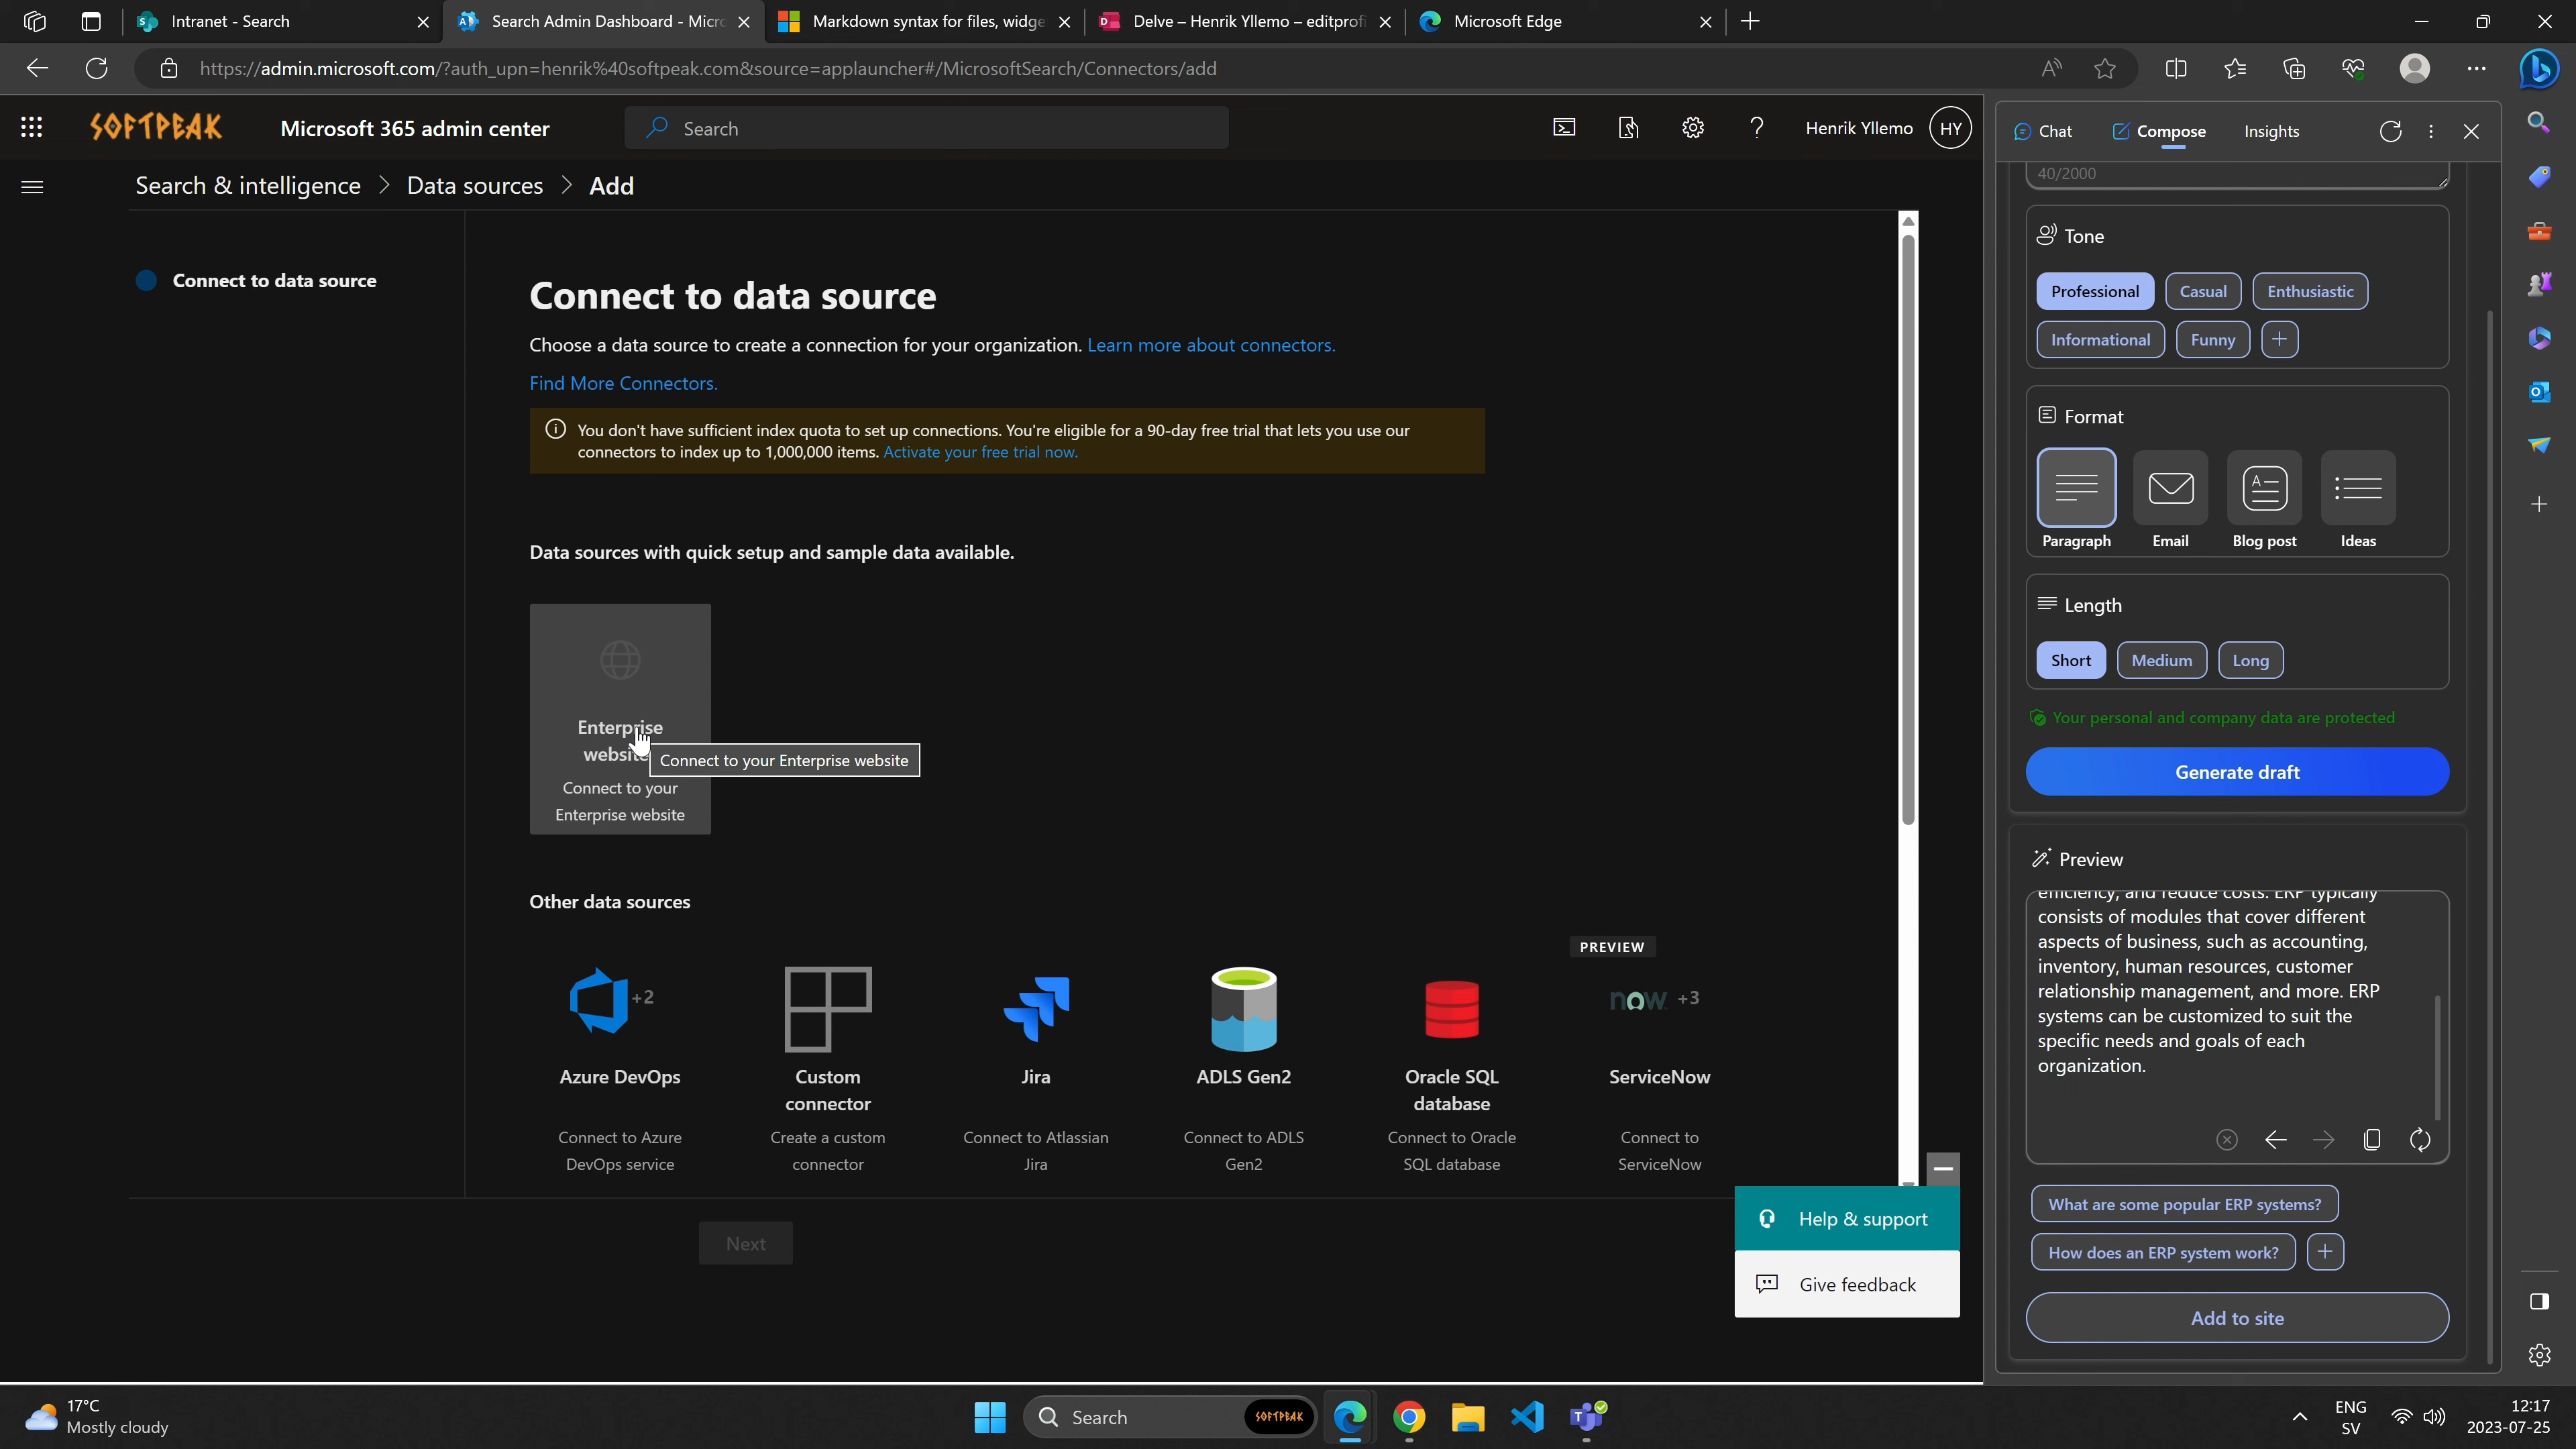 Intranet - Search
Search Admin Dashboard - Micro
Markdown syntax for files, widge
Delve – Henrik Yllemo – editprofi
Microsoft Edge
https://admin.microsoft.com/?auth_upn=henrik%40softpeak.com&source=applauncher#/MicrosoftSearch/Connectors/add
SOFTPEAK
Microsoft 365 admin center
Search
Henrik Yllemo
HY
Search & intelligence > Data sources > Add
Connect to data source
Connect to data source
Choose a data source to create a connection for your organization. Learn more about connectors.
Find More Connectors.
You don't have sufficient index quota to set up connections. You're eligible for a 90-day free trial that lets you use our
connectors to index up to 1,000,000 items. Activate your free trial now.
Data sources with quick setup and sample data available.
Enterprise
website
Connect to your Enterprise website
Connect to your
Enterprise website
Other data sources
PREVIEW
+2
now +3
Azure DevOps
Connect to Azure
DevOps service
Custom
connector
Create a custom
connector
Jira
Connect to Atlassian
Jira
ADLS Gen2
Connect to ADLS
Gen2
Oracle SQL
database
Connect to Oracle
SQL database
ServiceNow
Connect to
ServiceNow
Next
Help & support
Give feedback
Chat
Compose
Insights
40/2000
Tone
Professional
Casual
Enthusiastic
Informational
Funny
Format
Paragraph
Email
Blog post
Ideas
Length
Short
Medium
Long
Your personal and company data are protected
Generate draft
Preview
efficiency, and reduce costs. ERP typically
consists of modules that cover different
aspects of business, such as accounting,
inventory, human resources, customer
relationship management, and more. ERP
systems can be customized to suit the
specific needs and goals of each
organization.
What are some popular ERP systems?
How does an ERP system work?
Add to site
17°C
Mostly cloudy
Search
SOFTPEAK
ENG
SV
12:17
2023-07-25